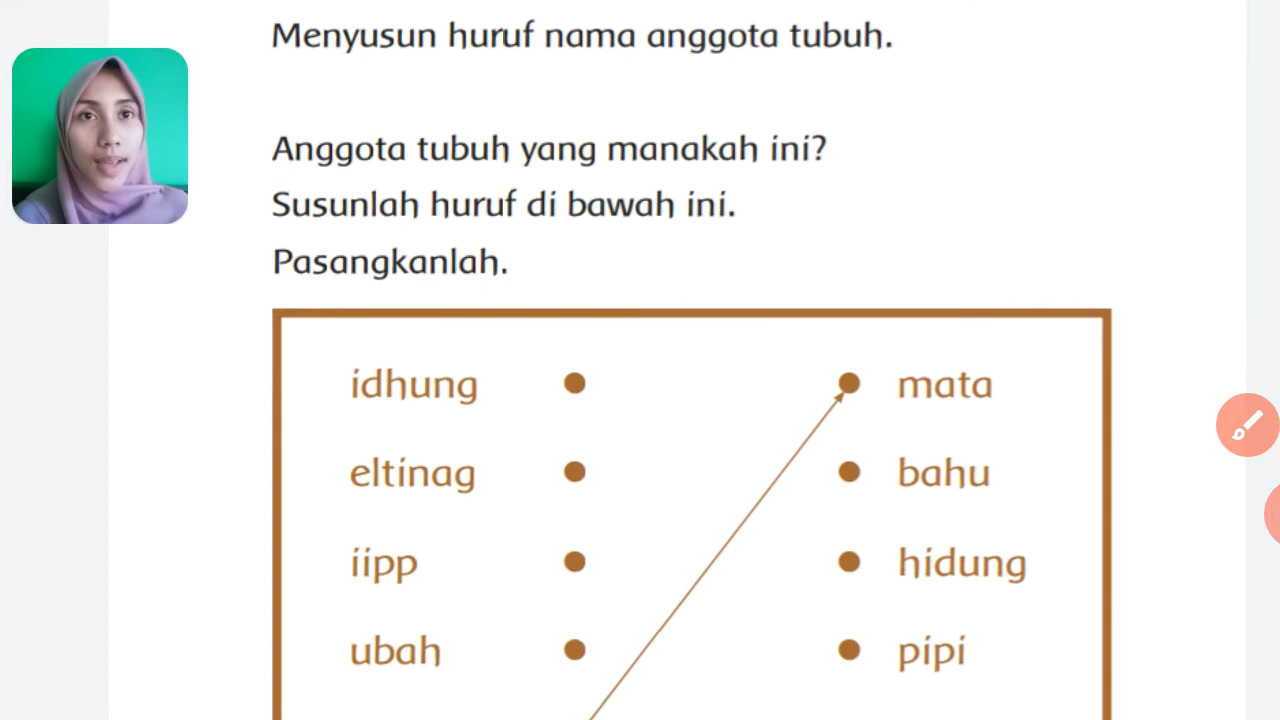 Menyusun huruf nama anggota tubuh.
Anggota tubuh yang manakah ini?
Susunlah huruf di bawah ini.
Pasangkanlah.
idhung mata
eltinag bahu
iipp hidung
ubah pipi